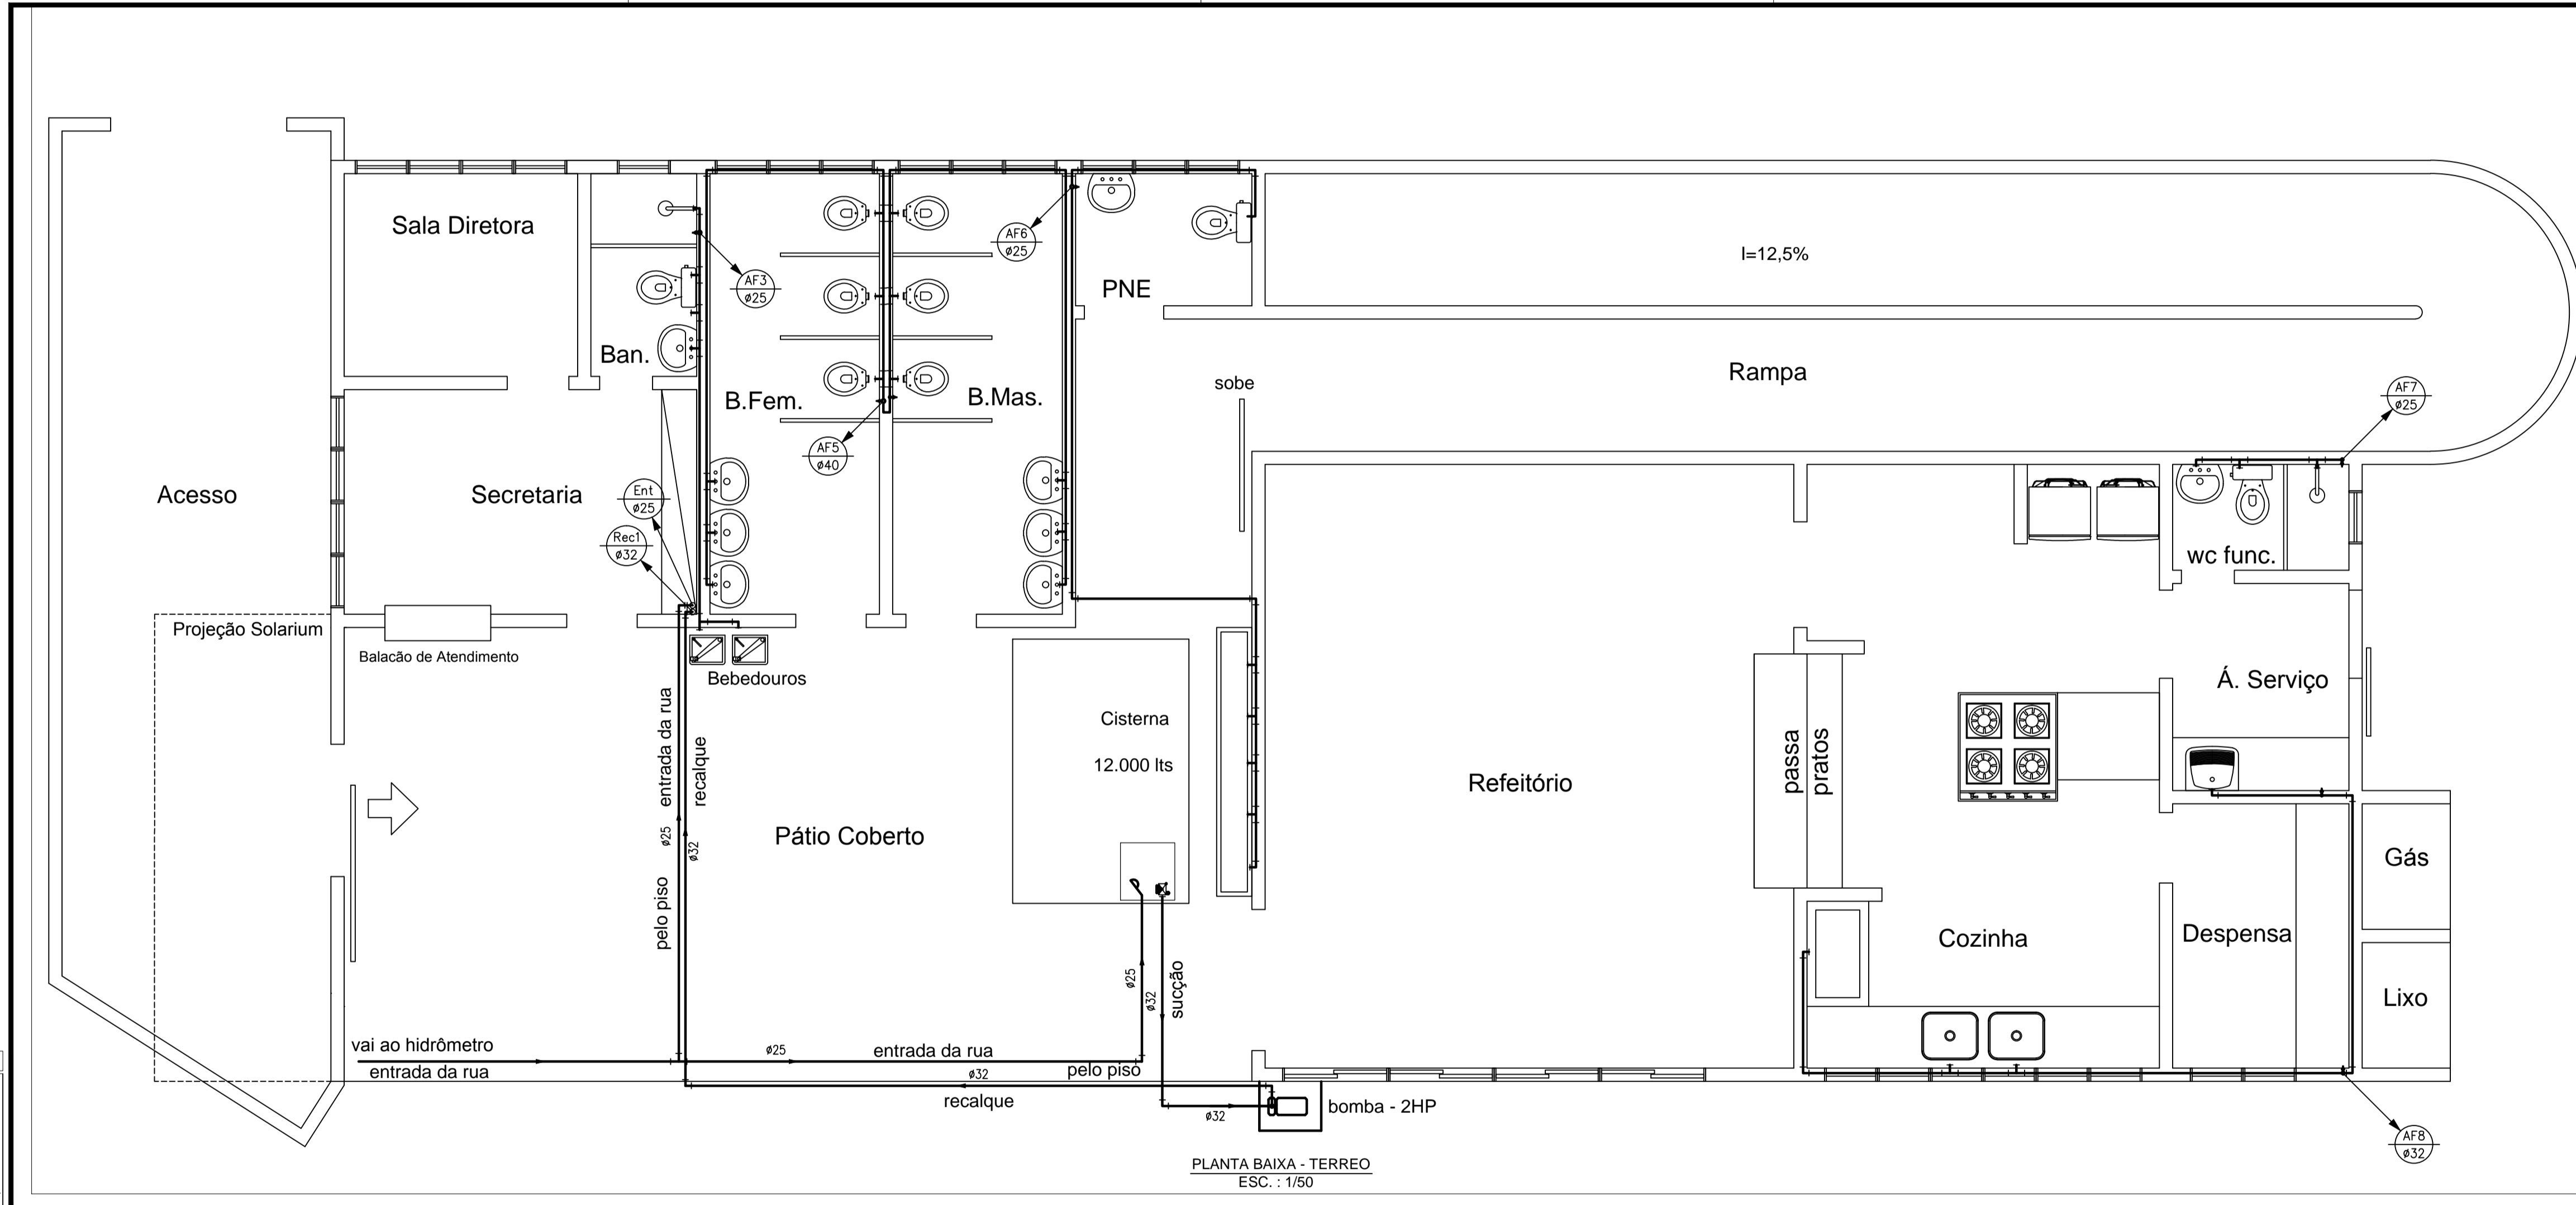 Sala Diretora
AF3
ø25
AF6
ø25
PNE
I=12,5%
Ban.
B.Fem.
B.Mas.
sobe
Rampa
AF7
ø25
AF5
ø40
Acesso
Secretaria
Ent
ø25
Rec1
ø32
wc func.
Projeção Solarium
Balacão de Atendimento
Bebedouros
Cisterna
12.000 lts
entrada da rua
recalque
ø25
ø32
pelo piso
Pátio Coberto
Refeitório
passa
pratos
Á. Serviço
Gás
Cozinha
Despensa
Lixo
ø25
ø32
sucção
vai ao hidrômetro
entrada da rua
ø25
entrada da rua
pelo piso
ø32
recalque
ø32
bomba - 2HP
AF8
ø32
PLANTA BAIXA - TERREO
ESC. : 1/50